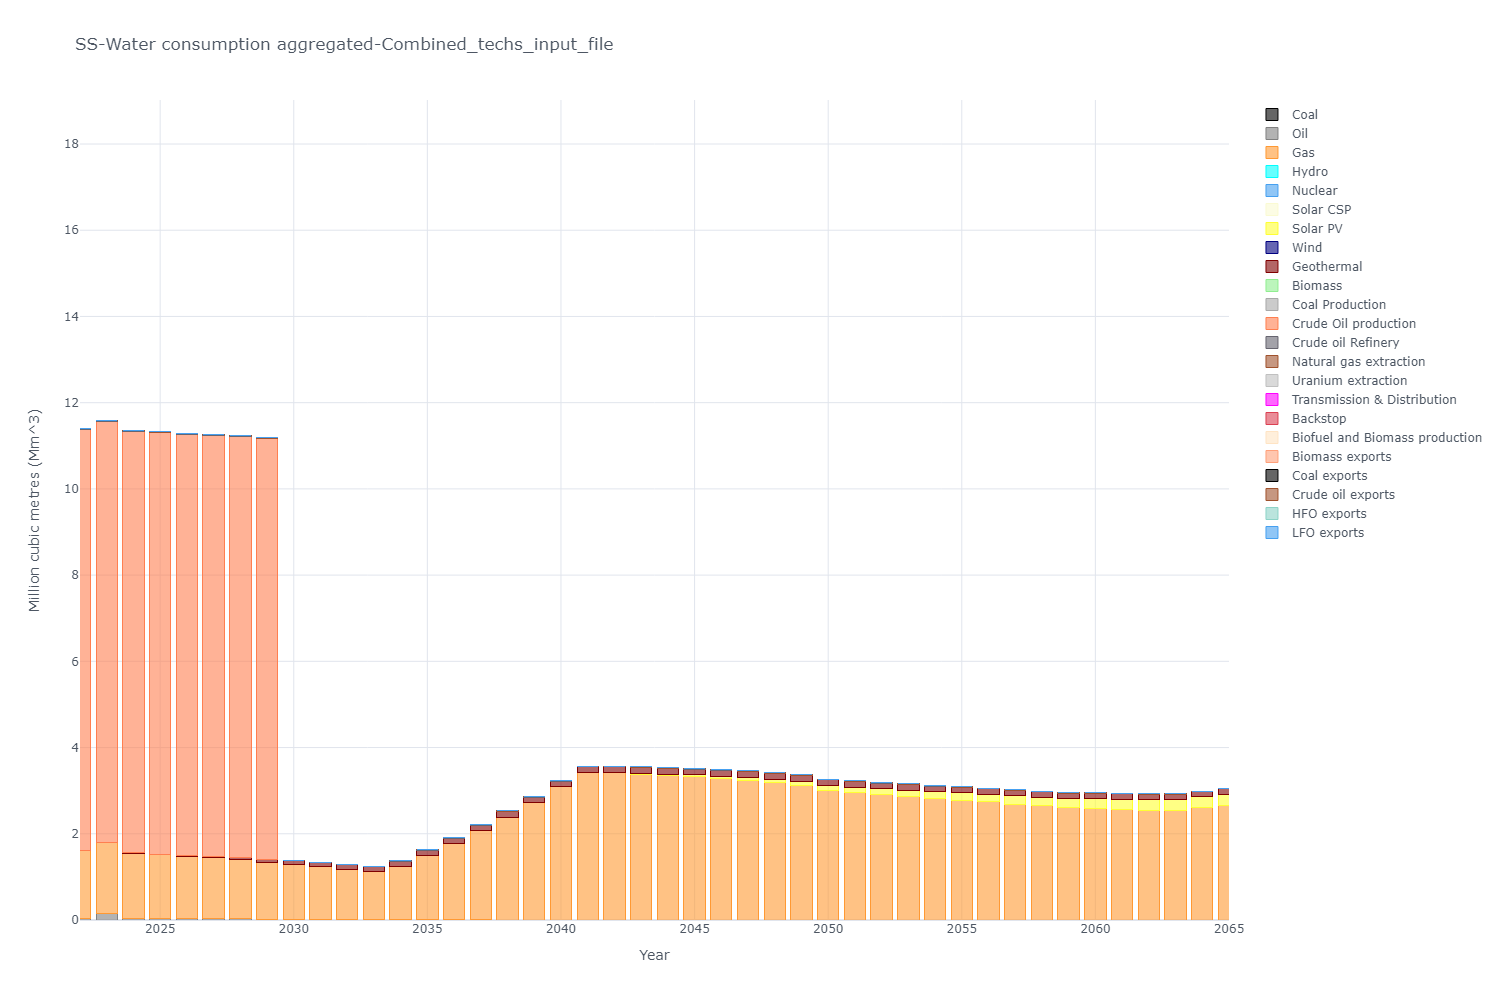 SS-Water consumption aggregated-Combined_techs_input_file
Million cubic metres (Mm^3)
18
16
14
12
10
8
6
4
2
0
2025 2030 2035 2040 2045 2050 2055 2060 2065
Year
Coal
Oil
Gas
Hydro
Nuclear
Solar CSP
Solar PV
Wind
Geothermal
Biomass
Coal Production
Crude Oil production
Crude oil Refinery
Natural gas extraction
Uranium extraction
Transmission & Distribution
Backstop
Biofuel and Biomass production
Biomass exports
Coal exports
Crude oil exports
HFO exports
LFO exports